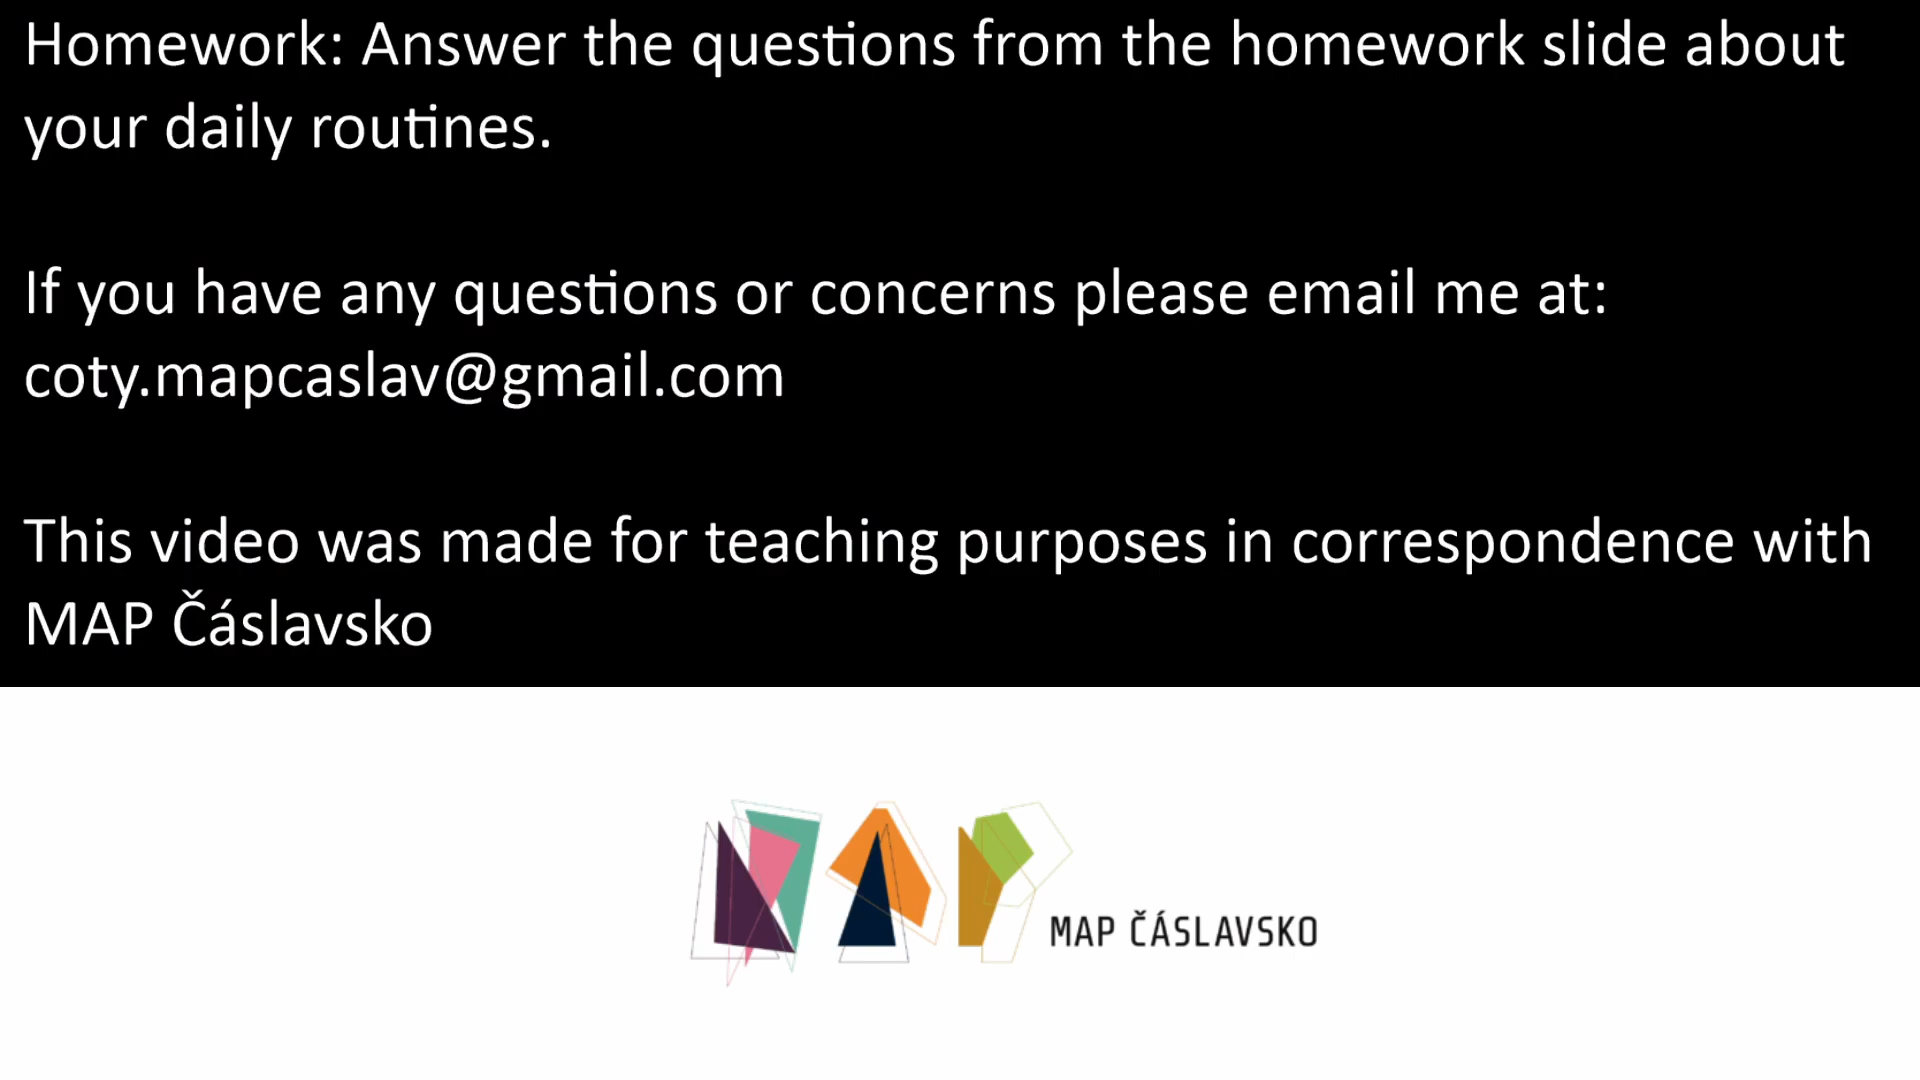 Homework: Answer the questions from the homework slide about
your daily routines.
If you have any questions or concerns please email me at:
coty.mapcaslav@gmail.com
This video was made for teaching purposes in correspondence with
MAP Čáslavsko
MAP ČÁSLAVSKO